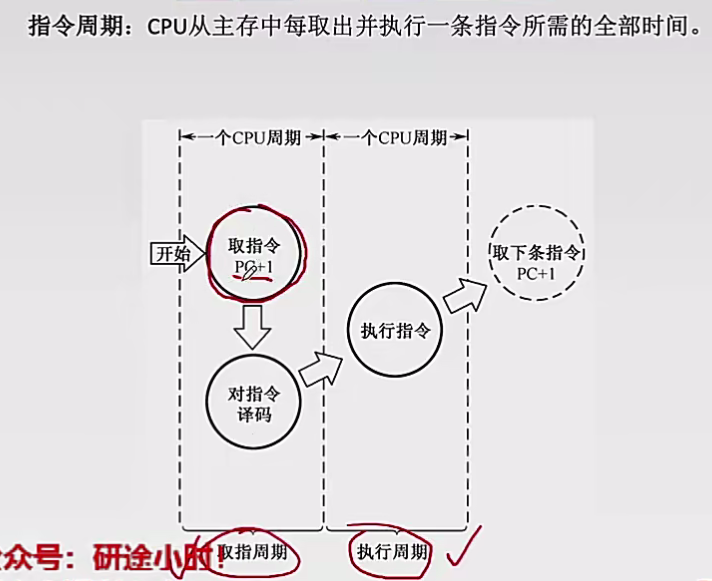 指令周期：CPU从主存中每取出并执行一条指令所需的全部时间。
一个CPU周期 一个CPU周期
开始
取指令
PC+1
取下条指令
PC+1
执行指令
对指令
译码
取指周期 执行周期
众号：研途小时